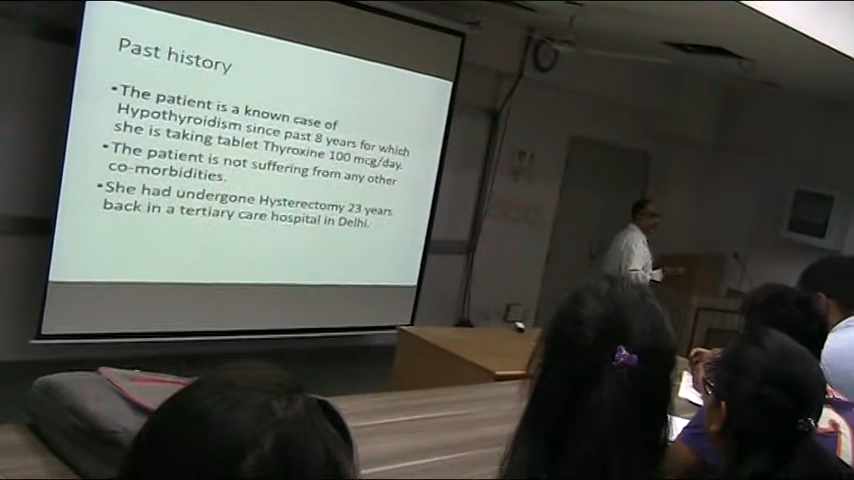 Past history
•The patient is a known case of
Hypothyroidism since past 8 years for which
she is taking tablet Thyroxine 100 mcg/day.
•The patient is not suffering from any other
co-morbidities.
•She had undergone Hysterectomy 23 years
back in a tertiary care hospital in Delhi.